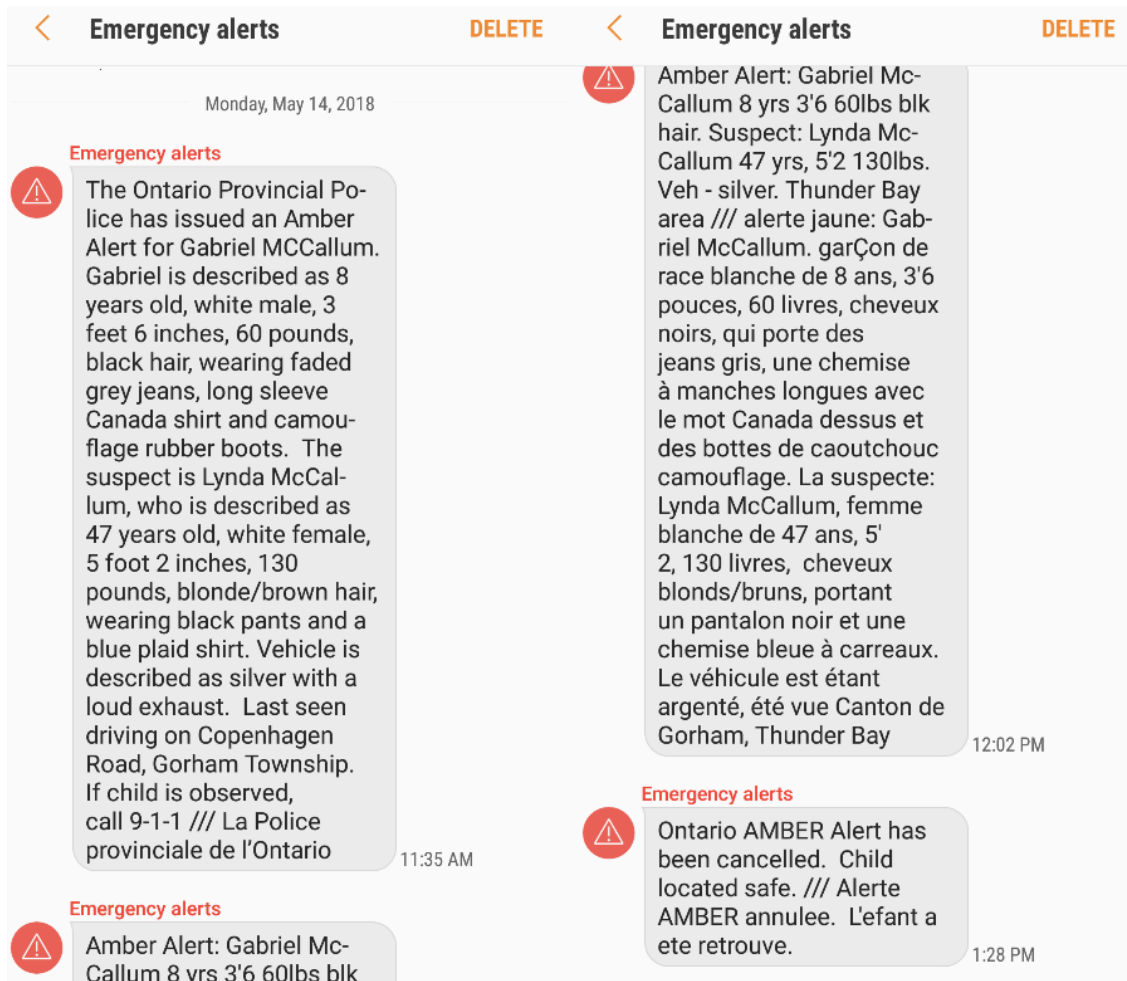 Emergency alerts
DELETE
Monday, May 14, 2018
Emergency alerts
The Ontario Provincial Po-
lice has issued an Amber
Alert for Gabriel MCCallum.
Gabriel is described as 8
years old, white male, 3
feet 6 inches, 60 pounds,
black hair, wearing faded
grey jeans, long sleeve
Canada shirt and camou-
flage rubber boots.  The
suspect is Lynda McCal-
lum, who is described as
47 years old, white female,
5 foot 2 inches, 130
pounds, blonde/brown hair,
wearing black pants and a
blue plaid shirt. Vehicle is
described as silver with a
loud exhaust.  Last seen
driving on Copenhagen
Road, Gorham Township.
If child is observed,
call 9-1-1 /// La Police
provinciale de l'Ontario
11:35 AM
Emergency alerts
Amber Alert: Gabriel Mc-
Callum 8 yrs 3'6 60lbs blk
Emergency alerts
DELETE
Amber Alert: Gabriel Mc-
Callum 8 yrs 3'6 60lbs blk
hair. Suspect: Lynda Mc-
Callum 47 yrs, 5'2 130lbs.
Veh - silver. Thunder Bay
area /// alerte jaune: Gab-
riel McCallum. garÇon de
race blanche de 8 ans, 3'6
pouces, 60 livres, cheveux
noirs, qui porte des
jeans gris, une chemise
à manches longues avec
le mot Canada dessus et
des bottes de caoutchouc
camouflage. La suspecte:
Lynda McCallum, femme
blanche de 47 ans, 5'
2, 130 livres,  cheveux
blonds/bruns, portant
un pantalon noir et une
chemise bleue à carreaux.
Le véhicule est étant
argenté, été vue Canton de
Gorham, Thunder Bay
12:02 PM
Emergency alerts
Ontario AMBER Alert has
been cancelled.  Child
located safe. /// Alerte
AMBER annulee.  L'efant a
ete retrouve.
1:28 PM